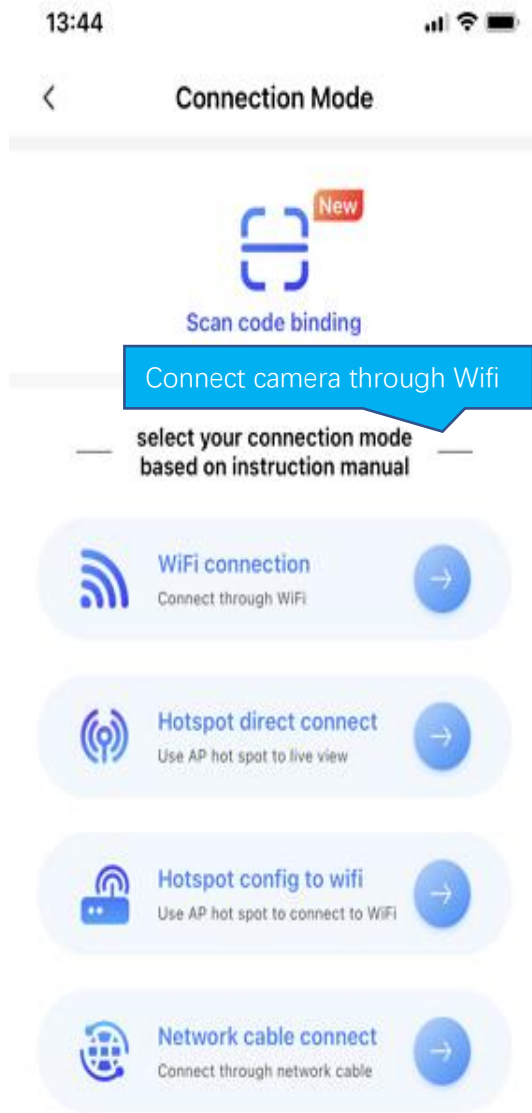 13:44
Connection Mode
New
Scan code binding
Connect camera through Wifi
select your connection mode
based on instruction manual
WiFi connection
Connect through WiFi
Hotspot direct connect
Use AP hot spot to live view
Hotspot config to wifi
Use AP hot spot to connect to WiFi
Network cable connect
Connect through network cable